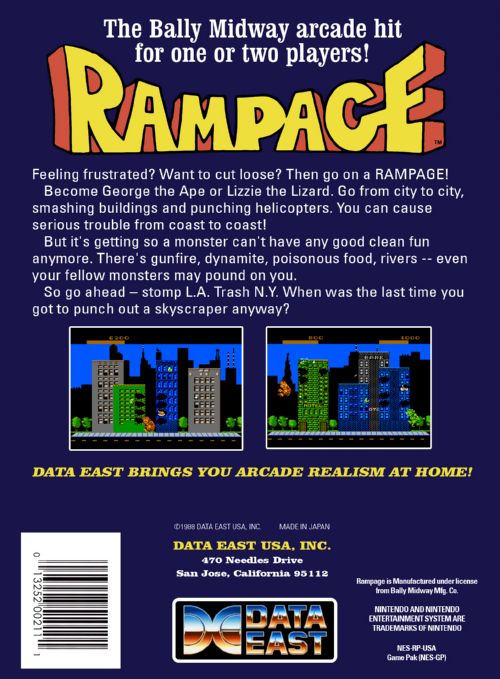 The Bally Midway arcade hit
for one or two players!
RAMPAGE
TM
Feeling frustrated? Want to cut loose? Then go on a RAMPAGE!
Become George the Ape or Lizzie the Lizard. Go from city to city,
smashing buildings and punching helicopters. You can cause
serious trouble from coast to coast!
But it's getting so a monster can't have any good clean fun
anymore. There's gunfire, dynamite, poisonous food, rivers -- even
your fellow monsters may pound on you.
So go ahead – stomp L.A. Trash N.Y. When was the last time you
got to punch out a skyscraper anyway?
DATA EAST BRINGS YOU ARCADE REALISM AT HOME!
©1988 DATA EAST USA, INC. MADE IN JAPAN
DATA EAST USA, INC.
470 Needles Drive
San Jose, California 95112
DATA
EAST
0 13252 00211 1
Rampage is Manufactured under license
from Bally Midway Mfg. Co.
NINTENDO AND NINTENDO
ENTERTAINMENT SYSTEM ARE
TRADEMARKS OF NINTENDO
NES-RP-USA
Game Pak (NES-GP)